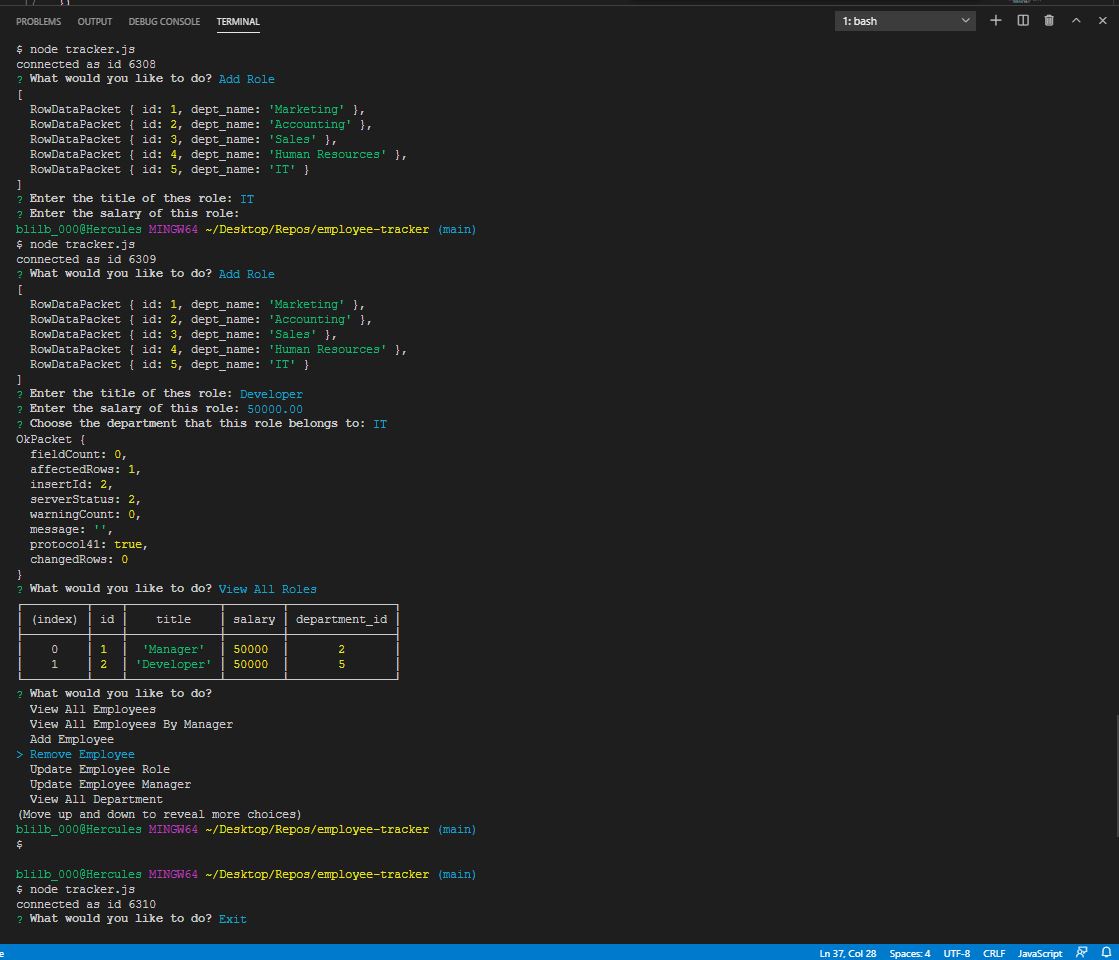 PROBLEMS OUTPUT DEBUG CONSOLE TERMINAL 1: bash
$ node tracker.js
connected as id 6308
? What would you like to do? Add Role
[
RowDataPacket { id: 1, dept_name: 'Marketing' },
RowDataPacket { id: 2, dept_name: 'Accounting' },
RowDataPacket { id: 3, dept_name: 'Sales' },
RowDataPacket { id: 4, dept_name: 'Human Resources' },
RowDataPacket { id: 5, dept_name: 'IT' }
]
? Enter the title of thes role: IT
? Enter the salary of this role:
blilb_000@Hercules MINGW64 ~/Desktop/Repos/employee-tracker (main)
$ node tracker.js
connected as id 6309
? What would you like to do? Add Role
[
RowDataPacket { id: 1, dept_name: 'Marketing' },
RowDataPacket { id: 2, dept_name: 'Accounting' },
RowDataPacket { id: 3, dept_name: 'Sales' },
RowDataPacket { id: 4, dept_name: 'Human Resources' },
RowDataPacket { id: 5, dept_name: 'IT' }
]
? Enter the title of thes role: Developer
? Enter the salary of this role: 50000.00
? Choose the department that this role belongs to: IT
OkPacket {
fieldCount: 0,
affectedRows: 1,
insertId: 2,
serverStatus: 2,
warningCount: 0,
message: '',
protocol41: true,
changedRows: 0
}
? What would you like to do? View All Roles
(index) id title salary department_id
0 1 'Manager' 50000 2
1 2 'Developer' 50000 5
? What would you like to do?
View All Employees
View All Employees By Manager
Add Employee
> Remove Employee
Update Employee Role
Update Employee Manager
View All Department
(Move up and down to reveal more choices)
blilb_000@Hercules MINGW64 ~/Desktop/Repos/employee-tracker (main)
$
blilb_000@Hercules MINGW64 ~/Desktop/Repos/employee-tracker (main)
$ node tracker.js
connected as id 6310
? What would you like to do? Exit
e Ln 37, Col 28 Spaces: 4 UTF-8 CRLF JavaScript